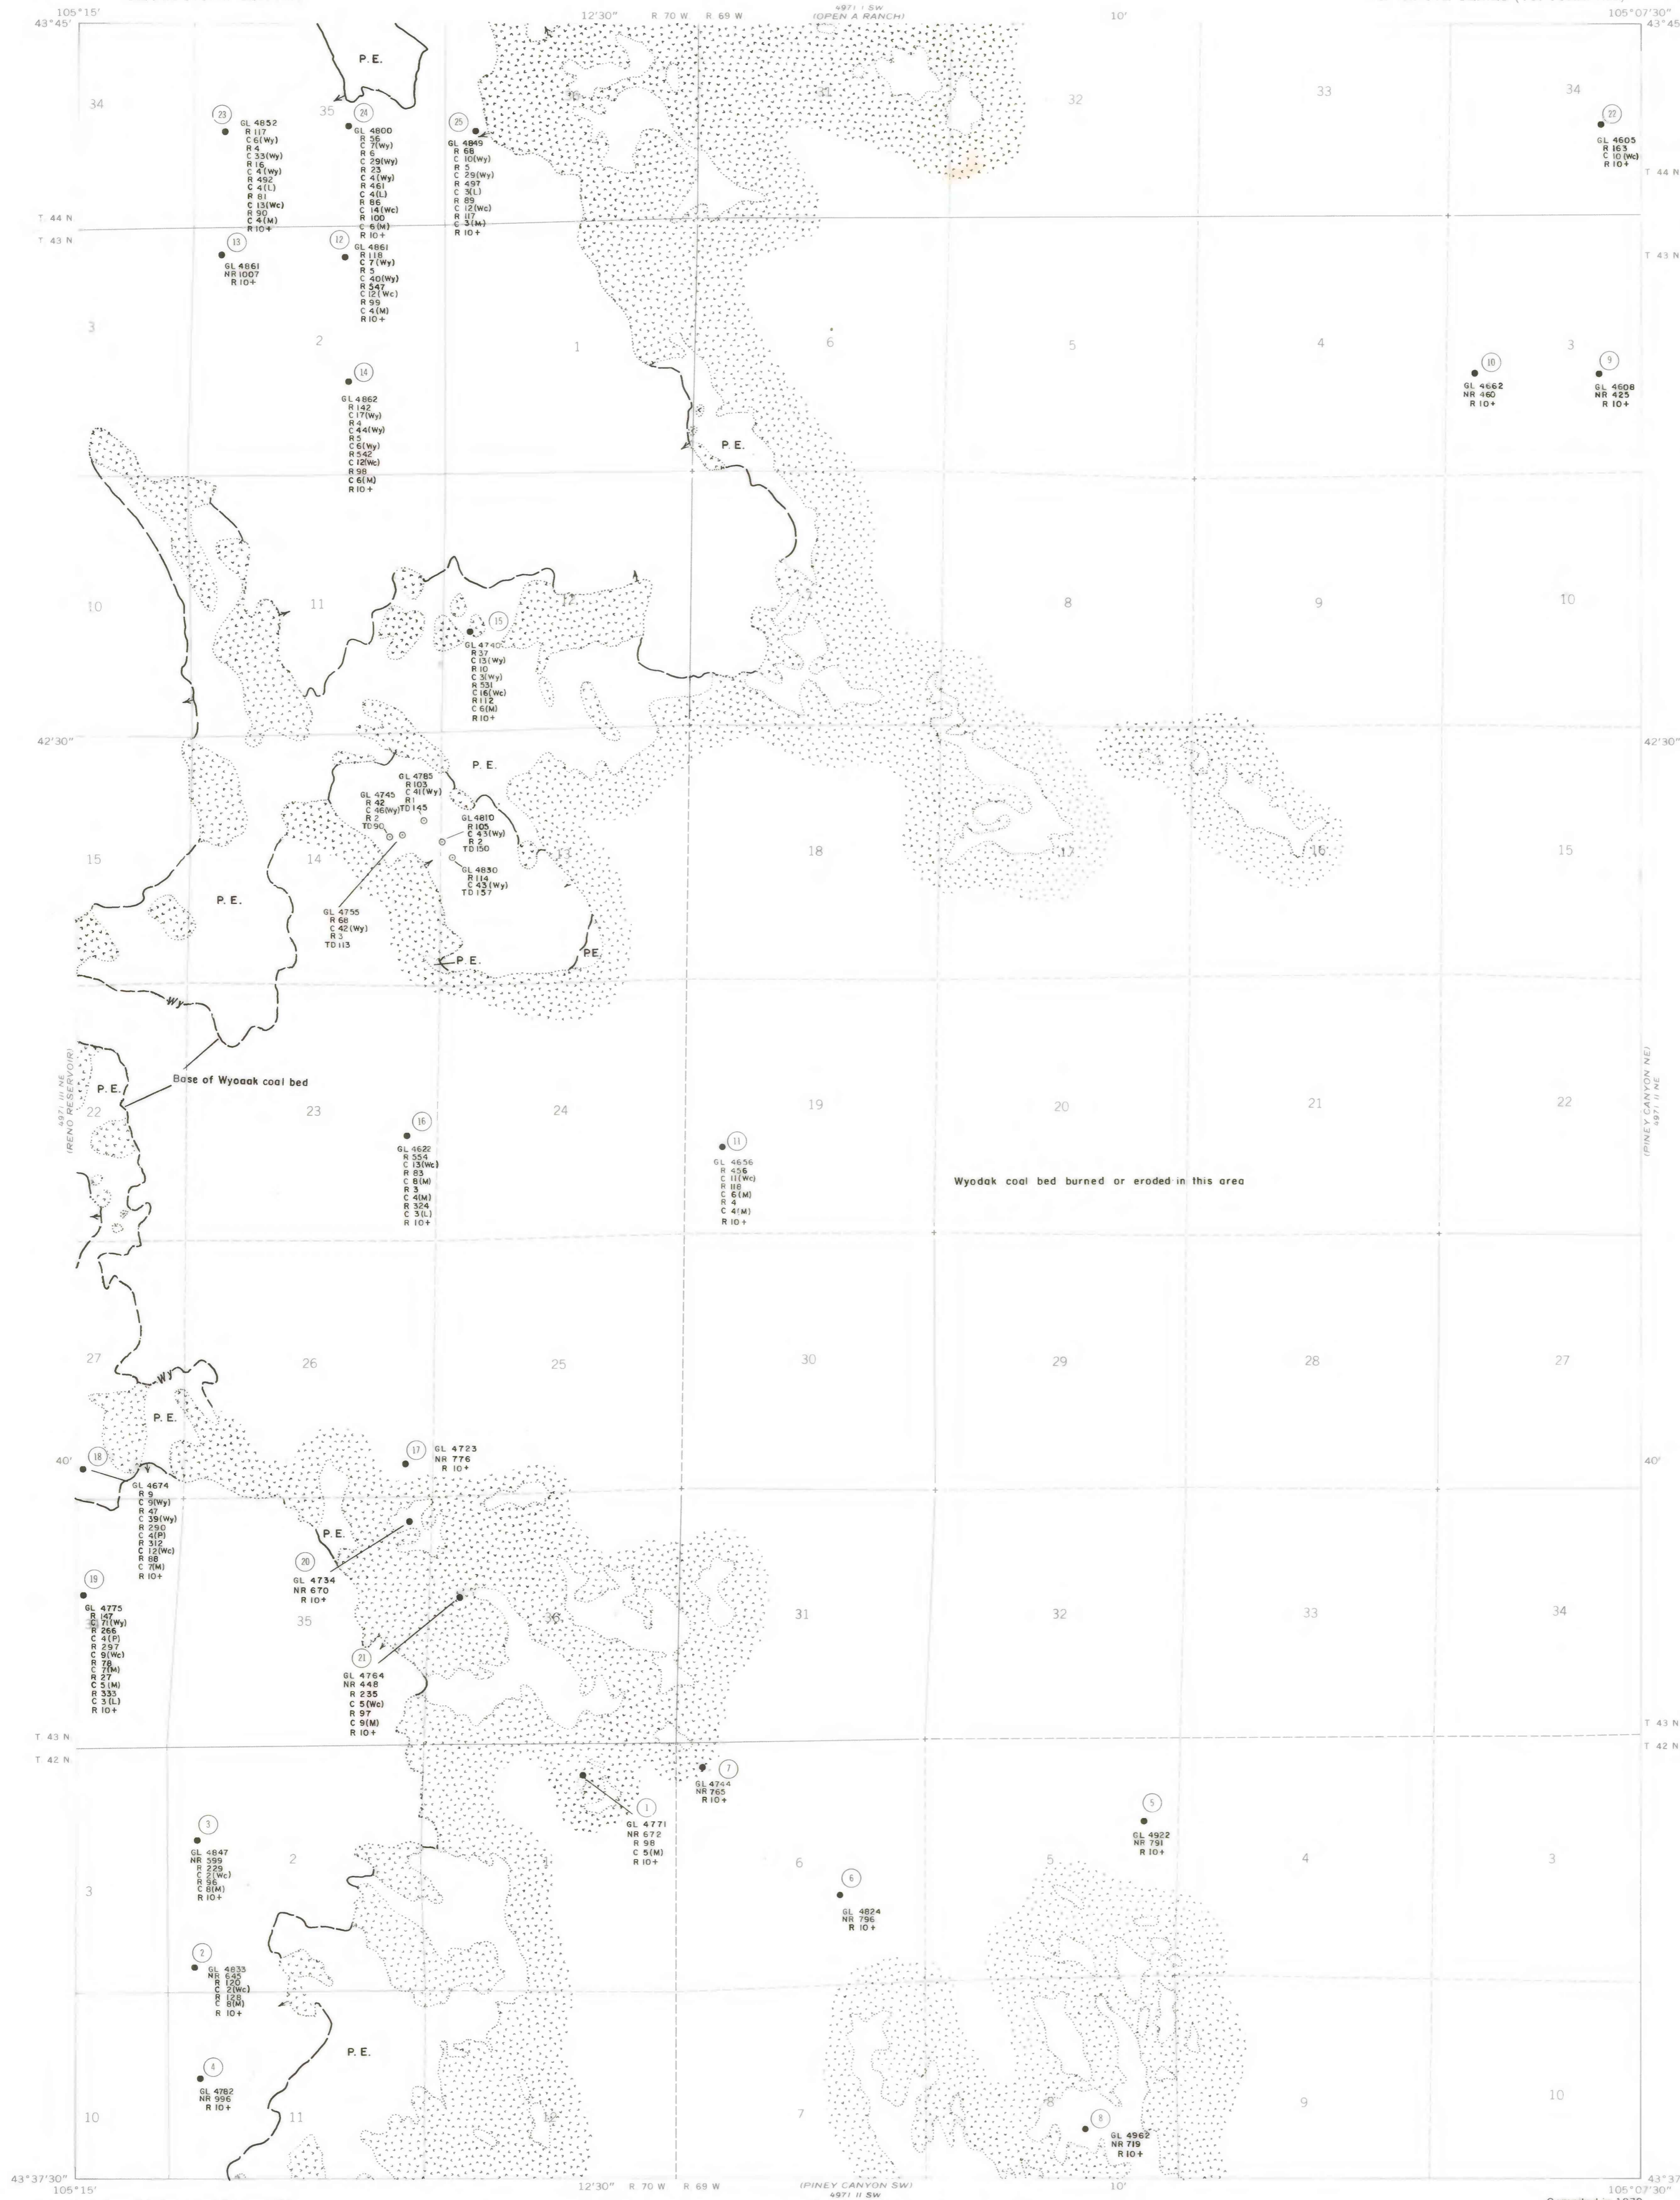 4971 I SW
105°15'
12'30"
R 70 W
R 69 W
(OPEN A RANCH)
10'
105°07'30"
43°45'
43°45'
P.E.
34
35
31
32
33
34
23
GL 4852
R 117
C 6(Wy)
R 4
C 33(Wy)
R 16
C 4(Wy)
R 492
C 4(L)
R 81
C 13(Wc)
R 90
C 4(M)
R 10+
24
GL 4800
R 56
C 7(Wy)
R 6
C 29(Wy)
R 23
C 4(Wy)
R 461
C 4(L)
R 86
C 14(Wc)
R 100
C 6(M)
R 10+
25
GL 4849
R 68
C 10(Wy)
R 5
C 29(Wy)
R 497
C 3(L)
R 89
C 12(Wc)
R 117
C 3(M)
R 10+
22
GL 4605
R 163
C 10(Wc)
R 10+
T 44 N
T 44 N
T 43 N
T 43 N
13
GL 4861
NR 1007
R 10+
12
GL 4861
R 118
C 7(Wy)
R 5
C 40(Wy)
R 547
C 12(Wc)
R 99
C 4(M)
R 10+
3
2
1
6
5
4
3
10
GL 4662
NR 460
R 10+
9
GL 4608
NR 425
R 10+
14
GL 4862
R 142
C 17(Wy)
R 4
C 44(Wy)
R 5
C 6(Wy)
R 542
C 12(Wc)
R 98
C 6(M)
R 10+
P.E.
10
11
12
7
8
9
10
15
GL 4740
R 37
C 13(Wy)
R 10
C 3(Wy)
R 531
C 16(Wc)
R 112
C 6(M)
R 10+
42'30"
42'30"
P.E.
GL 4785
R 103
C 41(Wy)
R 1
TD 145
GL 4745
R 42
C 46(Wy)
R 2
TD 90
GL 4810
R 105
C 43(Wy)
R 2
TD 150
GL 4830
R 114
C 43(Wy)
TD 157
GL 4755
R 68
C 42(Wy)
R 3
TD 113
15
14
13
18
17
16
15
P.E.
P.E.
P.E.
Wy
4971 III NE
(RENO RESERVOIR)
(PINEY CANYON NE)
4971 II NE
Base of Wyoaak coal bed
P.E.
22
23
24
19
20
21
22
16
GL 4622
R 554
C 13(Wc)
R 83
C 8(M)
R 3
C 4(M)
R 324
C 3(L)
R 10+
11
GL 4656
R 456
C 11(Wc)
R 118
C 6(M)
R 4
C 4(M)
R 10+
Wyodak coal bed burned or eroded in this area
27
26
25
30
29
28
27
Wy
P.E.
40'
40'
18
GL 4674
R 9
C 9(Wy)
R 47
C 39(Wy)
R 290
C 4(P)
R 312
C 12(Wc)
R 88
C 7(M)
R 10+
17
GL 4723
NR 776
R 10+
P.E.
20
GL 4734
NR 670
R 10+
19
GL 4775
R 147
C 71(Wy)
R 266
C 4(P)
R 297
C 9(Wc)
R 78
C 7(M)
R 27
C 5(M)
R 333
C 3(L)
R 10+
35
36
31
32
33
34
21
GL 4764
NR 448
R 235
C 5(Wc)
R 97
C 9(M)
R 10+
T 43 N
T 43 N
T 42 N
T 42 N
7
GL 4744
NR 765
R 10+
1
GL 4771
NR 672
R 98
C 5(M)
R 10+
5
GL 4922
NR 791
R 10+
3
GL 4847
NR 599
R 229
C 2(Wc)
R 96
C 8(M)
R 10+
3
2
6
5
4
3
6
GL 4824
NR 796
R 10+
2
GL 4833
NR 645
R 120
C 2(Wc)
R 128
C 8(M)
R 10+
P.E.
4
GL 4782
NR 996
R 10+
10
11
12
7
8
9
10
8
GL 4962
NR 719
R 10+
43°37'30"
105°15'
12'30"
R 70 W
R 69 W
(PINEY CANYON SW)
4971 II SW
10'
105°07'30"